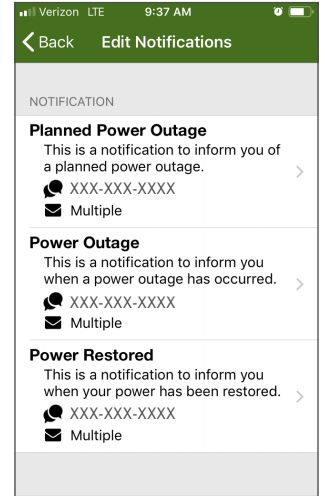 Verizon LTE 9:37 AM
Back Edit Notifications
NOTIFICATION
Planned Power Outage
This is a notification to inform you of
a planned power outage.
XXX-XXX-XXXX
Multiple
Power Outage
This is a notification to inform you
when a power outage has occurred.
XXX-XXX-XXXX
Multiple
Power Restored
This is a notification to inform you
when your power has been restored.
XXX-XXX-XXXX
Multiple